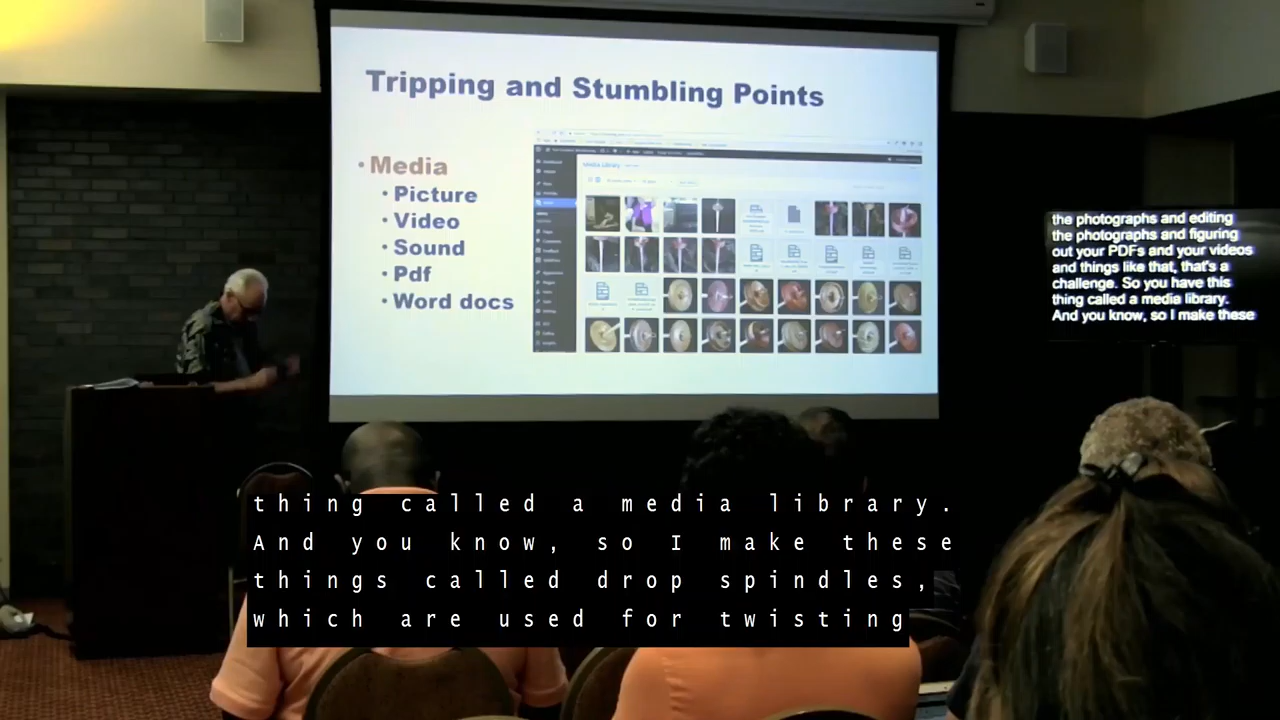 Tripping and Stumbling Points
• Media
• Picture
• Video
• Sound
• Pdf
• Word docs
Media Library
the photographs and editing
the photographs and figuring
out your PDFs and your videos
and things like that, that's a
challenge. So you have this
thing called a media library.
And you know, so I make these
thing called a media library.
And you know, so I make these
things called drop spindles,
which are used for twisting